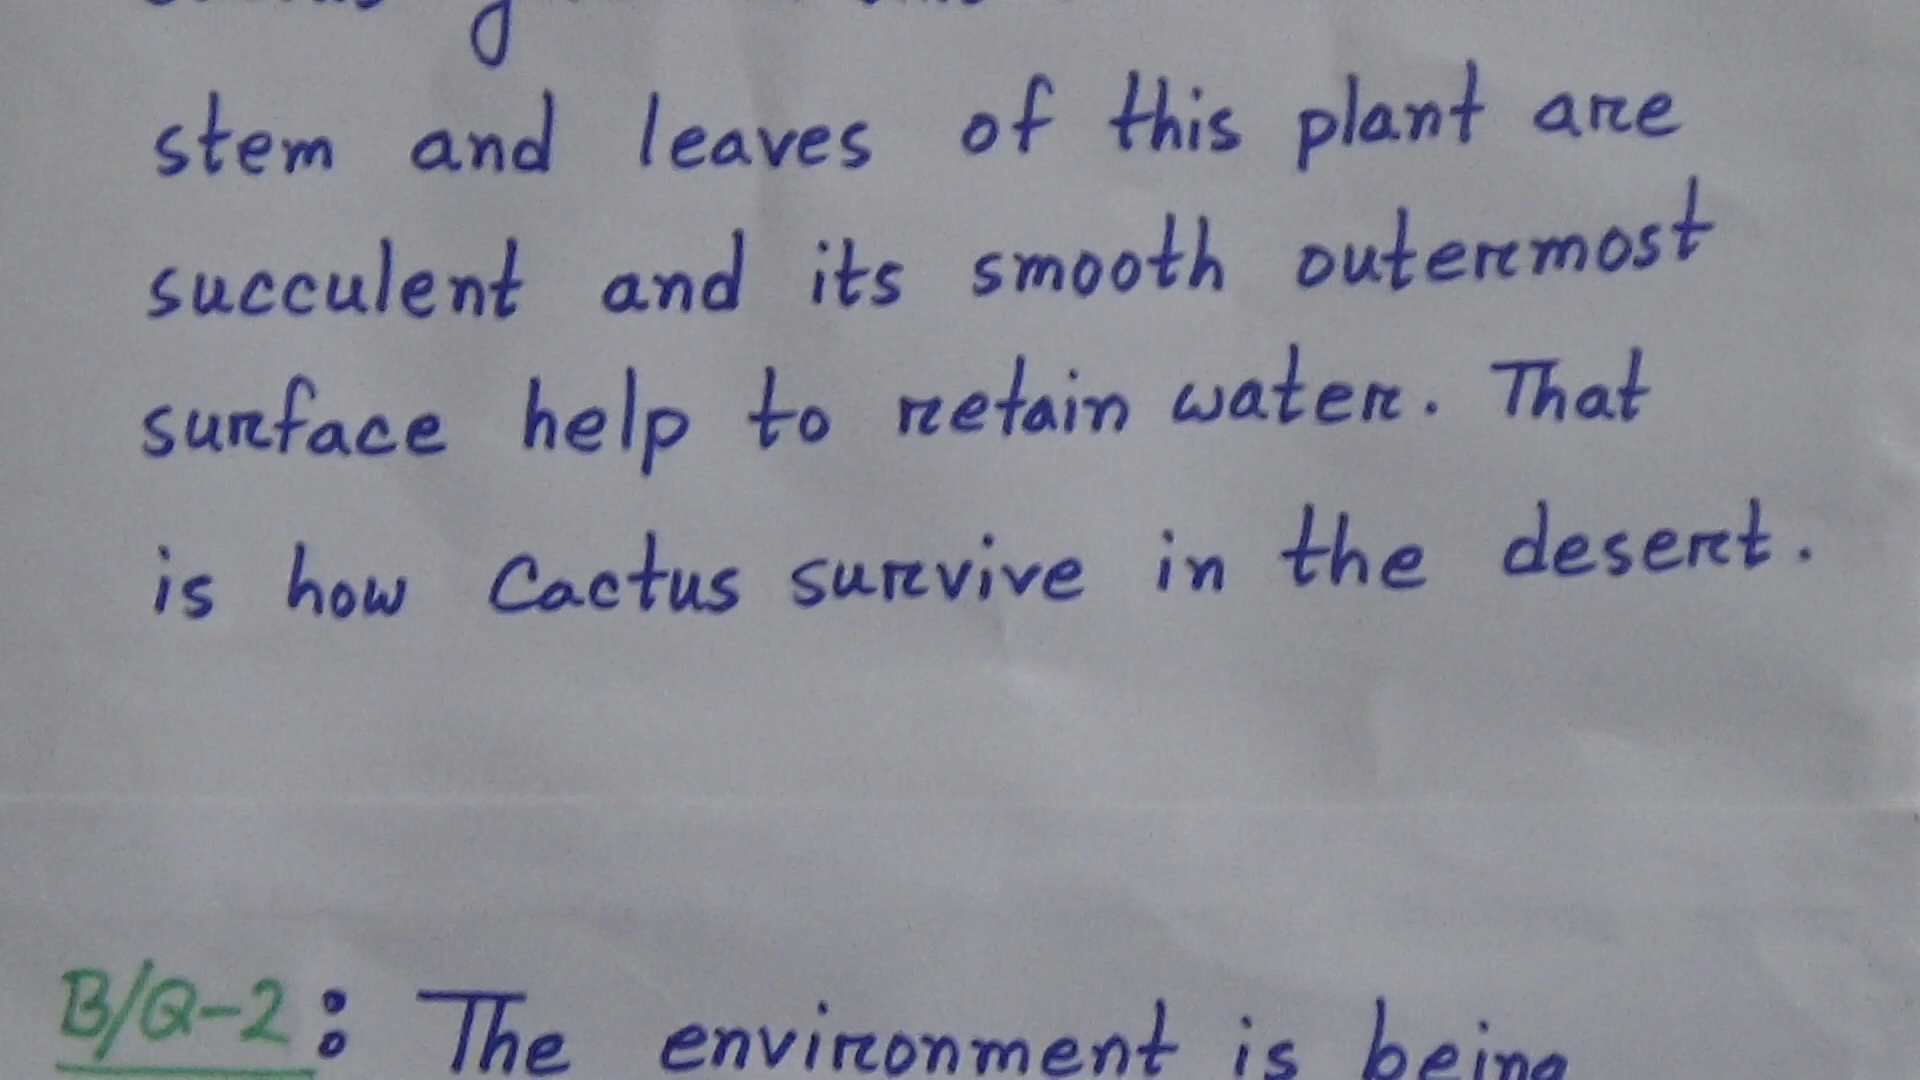 stem and leaves of this plant are
succulent and its smooth outermost
surface help to retain water. That
is how Cactus survive in the desert.
B/Q-2: The environment is being